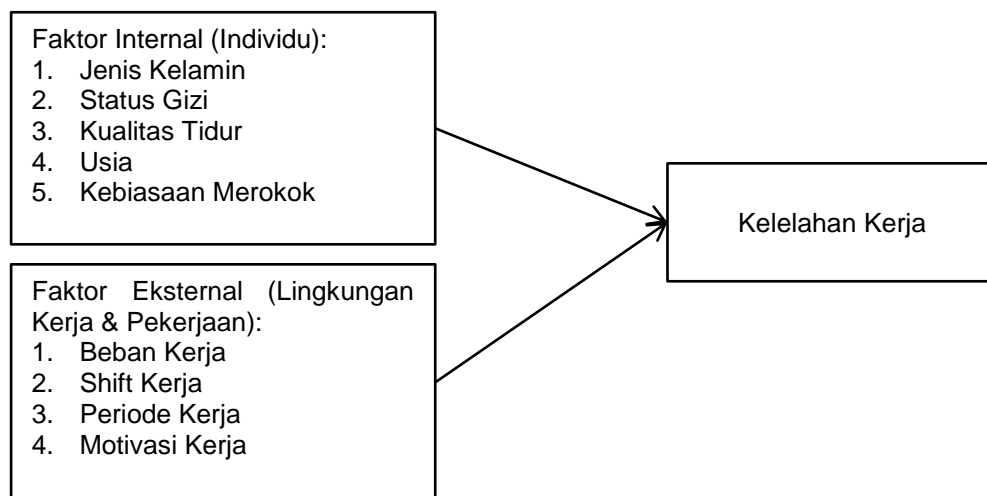 Faktor Internal (Individu):
1. Jenis Kelamin
2. Status Gizi
3. Kualitas Tidur
4. Usia
5. Kebiasaan Merokok
Kelelahan Kerja
Faktor Eksternal (Lingkungan
Kerja & Pekerjaan):
1. Beban Kerja
2. Shift Kerja
3. Periode Kerja
4. Motivasi Kerja